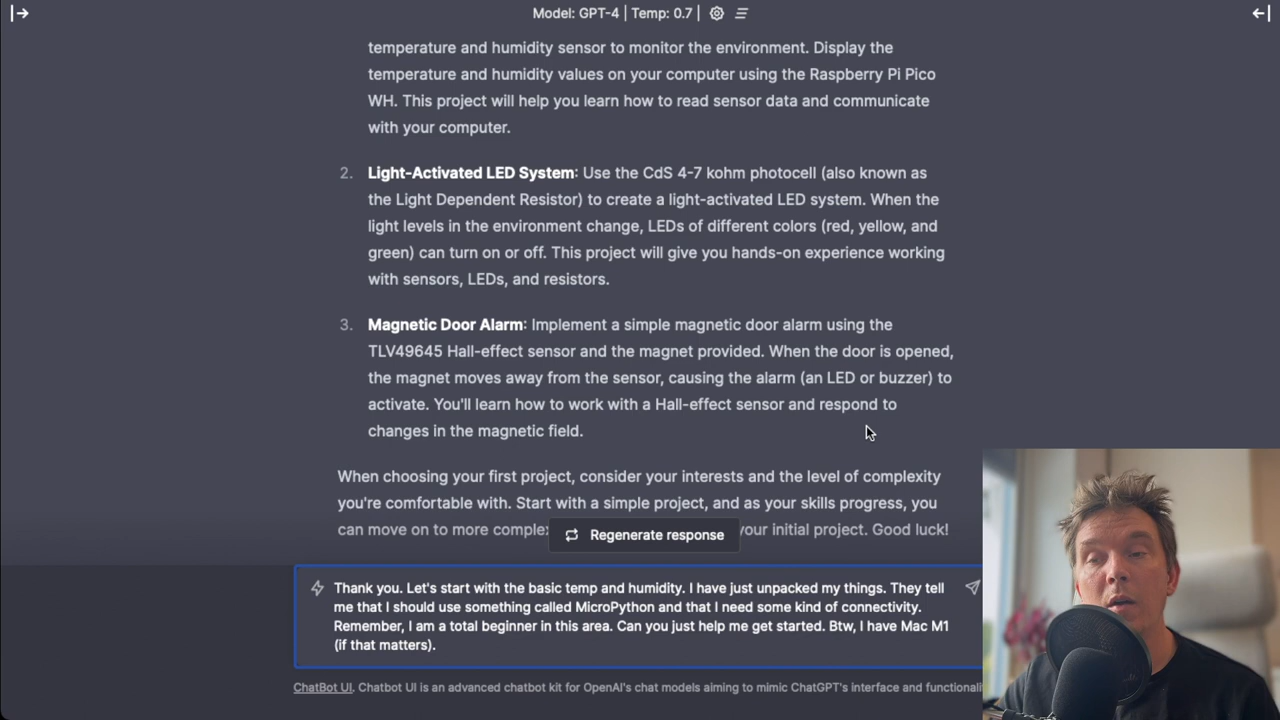 Model: GPT-4 | Temp: 0.7 |
temperature and humidity sensor to monitor the environment. Display the
temperature and humidity values on your computer using the Raspberry Pi Pico
WH. This project will help you learn how to read sensor data and communicate
with your computer.
2. Light-Activated LED System: Use the CdS 4-7 kohm photocell (also known as
the Light Dependent Resistor) to create a light-activated LED system. When the
light levels in the environment change, LEDs of different colors (red, yellow, and
green) can turn on or off. This project will give you hands-on experience working
with sensors, LEDs, and resistors.
3. Magnetic Door Alarm: Implement a simple magnetic door alarm using the
TLV49645 Hall-effect sensor and the magnet provided. When the door is opened,
the magnet moves away from the sensor, causing the alarm (an LED or buzzer) to
activate. You'll learn how to work with a Hall-effect sensor and respond to
changes in the magnetic field.
When choosing your first project, consider your interests and the level of complexity
you're comfortable with. Start with a simple project, and as your skills progress, you
can move on to more comple your initial project. Good luck!
Regenerate response
Thank you. Let's start with the basic temp and humidity. I have just unpacked my things. They tell
me that I should use something called MicroPython and that I need some kind of connectivity.
Remember, I am a total beginner in this area. Can you just help me get started. Btw, I have Mac M1
(if that matters).
ChatBot UI. Chatbot UI is an advanced chatbot kit for OpenAI's chat models aiming to mimic ChatGPT's interface and functionali